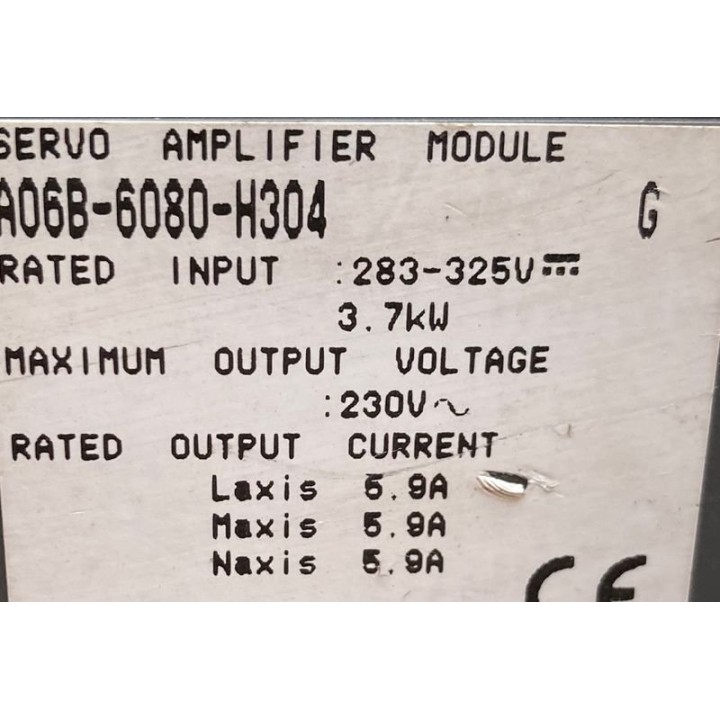 SERVO AMPLIFIER MODULE
A06B-6080-H304 G
RATED INPUT :283-325V⎓
3.7kW
MAXIMUM OUTPUT VOLTAGE
:230V∿
RATED OUTPUT CURRENT
Laxis 5.9A
Maxis 5.9A
Naxis 5.9A
CE